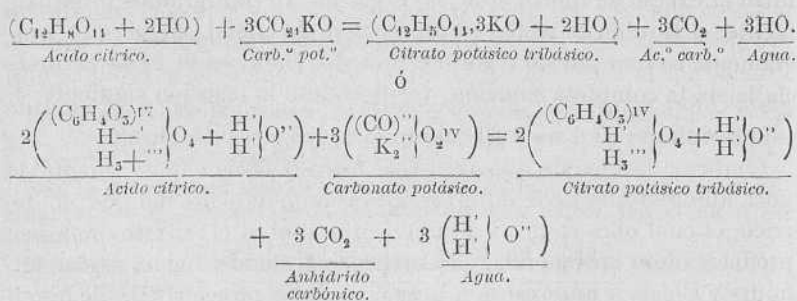 (C₁₂H₈O₁₁ + 2HO) + 3CO₂,KO = (C₁₂H₅O₁₁,3KO + 2HO) + 3CO₂ + 3HO.
Acido cítrico. Carb.º pot.º Citrato potásico tribásico. Ac.º carb.º Agua.
ó
2((C₆H₄O₃)ᴵⱽ H—' H₃+''' }O₄ + H' H' }O'') + 3((CO)'' K₂'' }O₂ᴵⱽ) = 2((C₆H₄O₃)ᴵⱽ H' H₃''' }O₄ + H' H' }O'')
Acido cítrico. Carbonato potásico. Citrato potásico tribásico.
+ 3 CO₂ + 3 (H' H' } O'')
Anhidrido Agua.
carbónico.